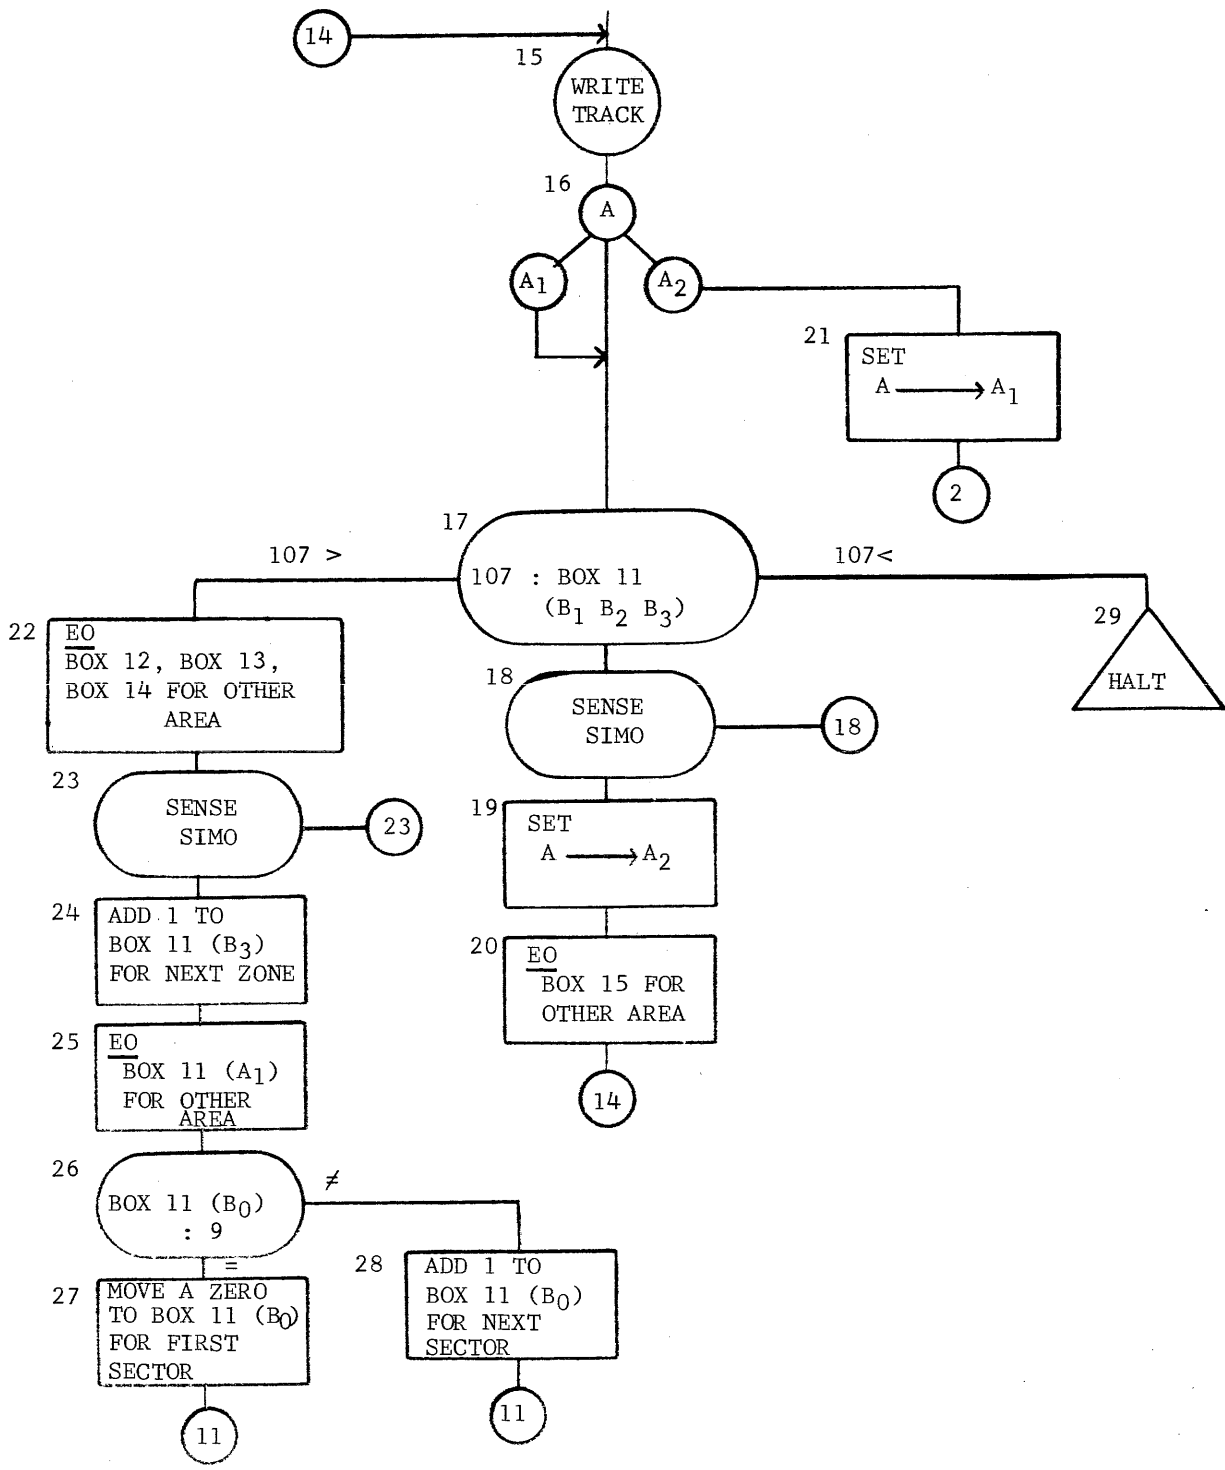 14
15
WRITE
TRACK
16
A
A1
A2
21
SET
A → A1
2
17
107 >
107 : BOX 11
(B1 B2 B3)
107<
29
HALT
22
EO
BOX 12, BOX 13,
BOX 14 FOR OTHER
AREA
18
SENSE
SIMO
18
23
SENSE
SIMO
23
19
SET
A → A2
24
ADD 1 TO
BOX 11 (B3)
FOR NEXT ZONE
20
EO
BOX 15 FOR
OTHER AREA
14
25
EO
BOX 11 (A1)
FOR OTHER
AREA
26
BOX 11 (B0)
: 9
≠
=
27
MOVE A ZERO
TO BOX 11 (B0)
FOR FIRST
SECTOR
11
28
ADD 1 TO
BOX 11 (B0)
FOR NEXT
SECTOR
11